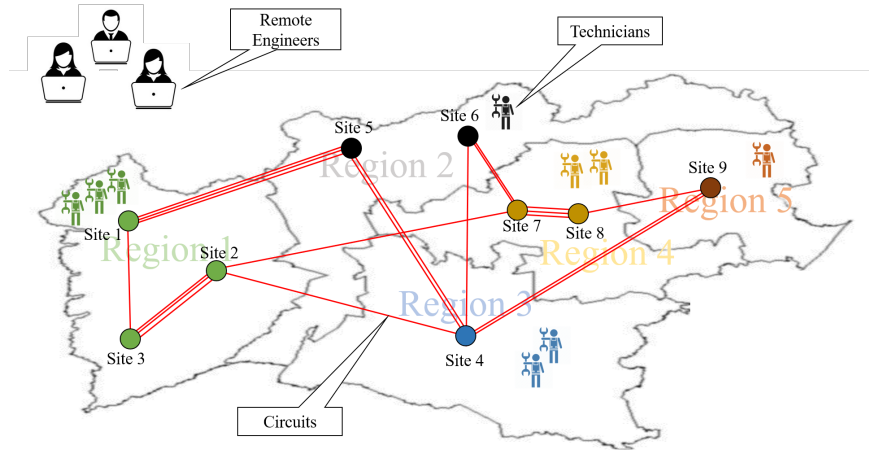 Remote
Engineers
Technicians
Site 6
Site 5
Region 2
Site 9
Region 5
Site 1
Region 1
Site 7
Site 8
Site 2
Region 4
Region 3
Site 3
Site 4
Circuits